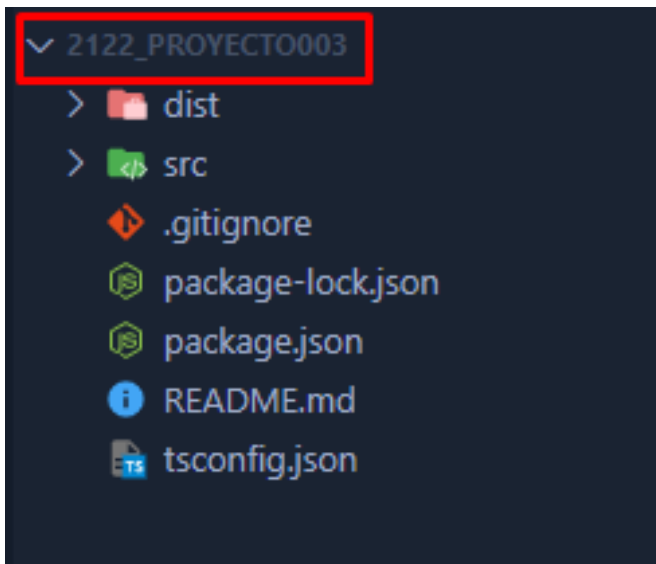 2122_PROYECTO003
dist
src
.gitignore
package-lock.json
package.json
README.md
tsconfig.json